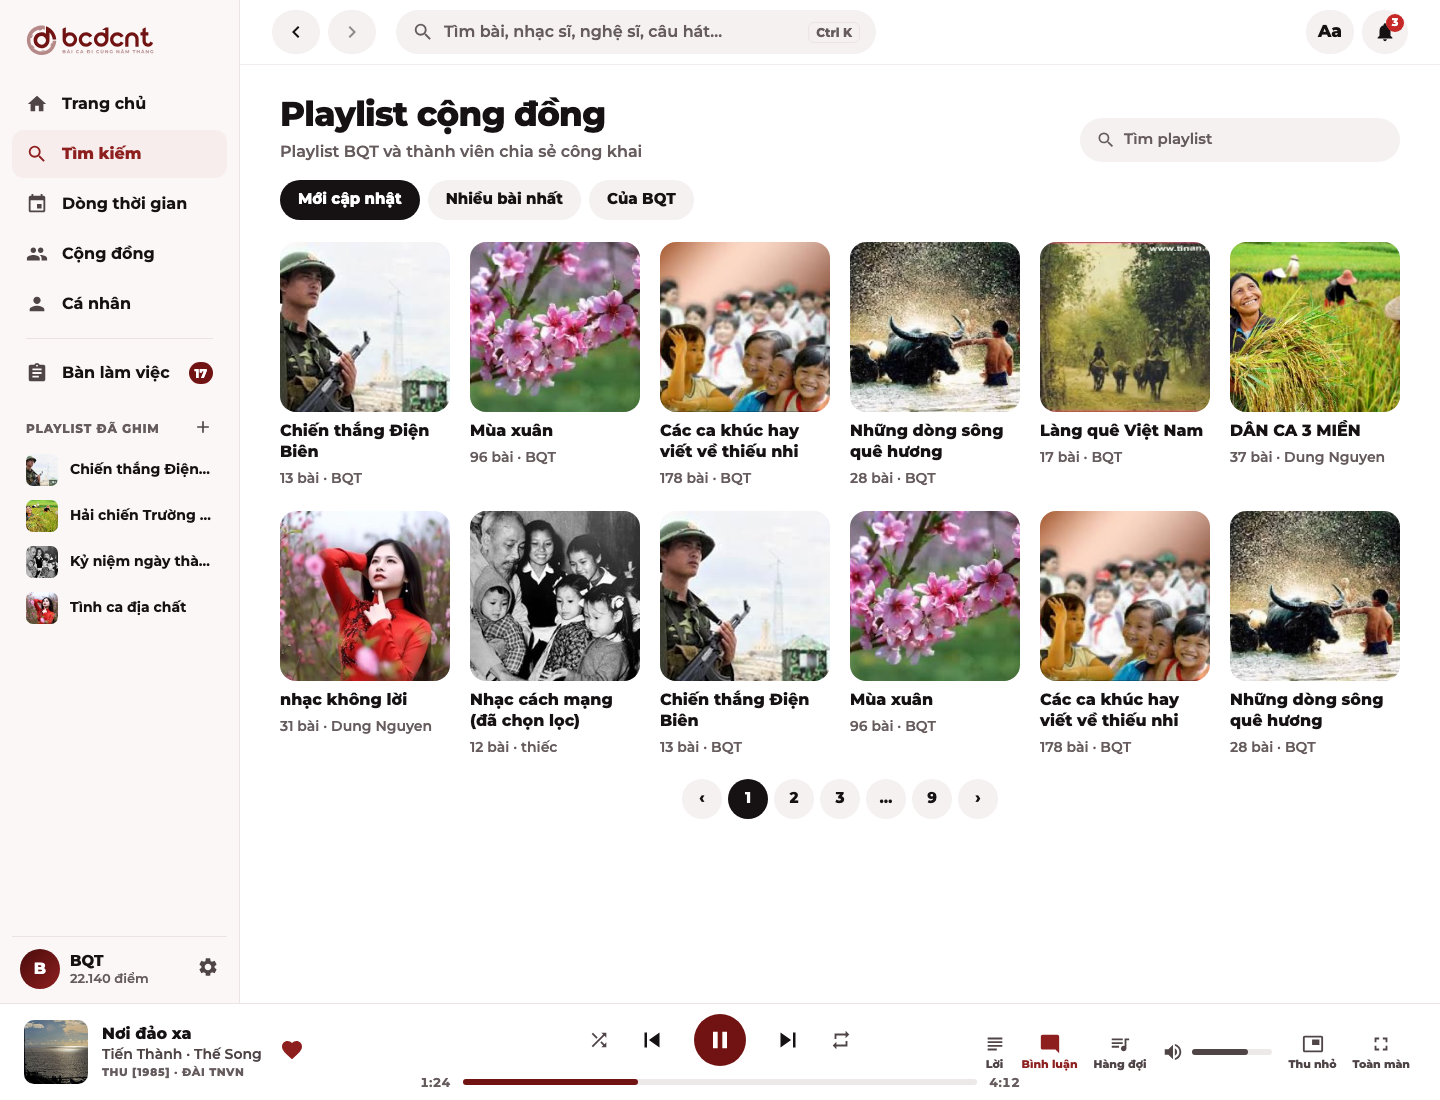 bcdcnt
BÀI CA ĐI CÙNG NĂM THÁNG
Trang chủ
Tìm kiếm
Dòng thời gian
Cộng đồng
Cá nhân
Bàn làm việc
17
PLAYLIST ĐÃ GHIM
Chiến thắng Điện...
Hải chiến Trường ...
Kỷ niệm ngày thà...
Tình ca địa chất
B
BQT
22.140 điểm
Tìm bài, nhạc sĩ, nghệ sĩ, câu hát...
Ctrl K
Aa
3
Playlist cộng đồng
Playlist BQT và thành viên chia sẻ công khai
Tìm playlist
Mới cập nhật
Nhiều bài nhất
Của BQT
Chiến thắng Điện
Biên
13 bài · BQT
Mùa xuân
96 bài · BQT
Các ca khúc hay
viết về thiếu nhi
178 bài · BQT
Những dòng sông
quê hương
28 bài · BQT
Làng quê Việt Nam
17 bài · BQT
DÂN CA 3 MIỀN
37 bài · Dung Nguyen
nhạc không lời
31 bài · Dung Nguyen
Nhạc cách mạng
(đã chọn lọc)
12 bài · thiếc
Chiến thắng Điện
Biên
13 bài · BQT
Mùa xuân
96 bài · BQT
Các ca khúc hay
viết về thiếu nhi
178 bài · BQT
Những dòng sông
quê hương
28 bài · BQT
‹ 1 2 3 ... 9 ›
Nơi đảo xa
Tiến Thành · Thế Song
THU [1985] · ĐÀI TNVN
1:24
4:12
Lời
Bình luận
Hàng đợi
Thu nhỏ
Toàn màn